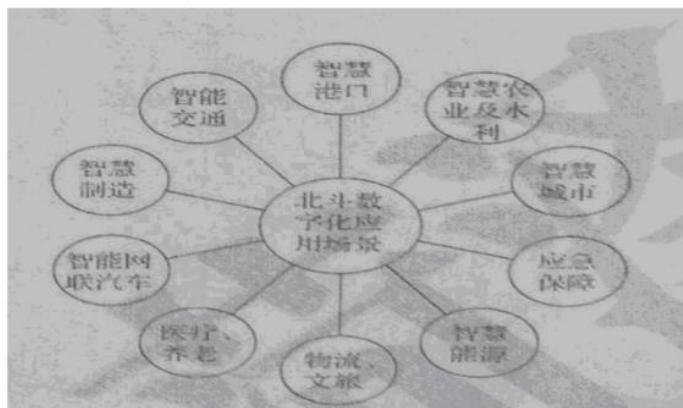 智慧
港口
智能
交通
智慧农
业及水
利
智慧
制造
智慧
城市
北斗数
字化应
用场景
智能网
联汽车
应急
保障
医疗、
养老
物流、
文旅
智慧
能源